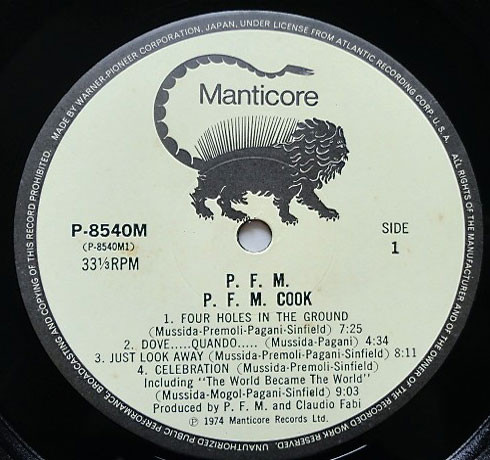 MADE BY WARNER-PIONEER CORPORATION, JAPAN, UNDER LICENSE FROM ATLANTIC RECORDING CORP. U.S.A. ALL RIGHTS OF THE MANUFACTURER AND OF THE OWNER OF THE RECORDED WORK RESERVED. UNAUTHORIZED PUBLIC PERFORMANCE, BROADCASTING AND COPYING OF THIS RECORD PROHIBITED.
Manticore
P-8540M
(P-8540M1)
33⅓RPM
SIDE
1
P. F. M.
P. F. M. COOK
1. FOUR HOLES IN THE GROUND
(Mussida-Premoli-Pagani-Sinfield) 7:25
2. DOVE.....QUANDO..... (Mussida-Pagani) 4:34
3. JUST LOOK AWAY (Mussida-Premoli-Pagani-Sinfield) 8:11
4. CELEBRATION (Mussida-Premoli-Pagani-Sinfield)
Including "The World Became The World"
(Mussida-Mogol-Pagani-Sinfield) 9:03
Produced by P. F. M. and Claudio Fabi
℗ 1974 Manticore Records Ltd.